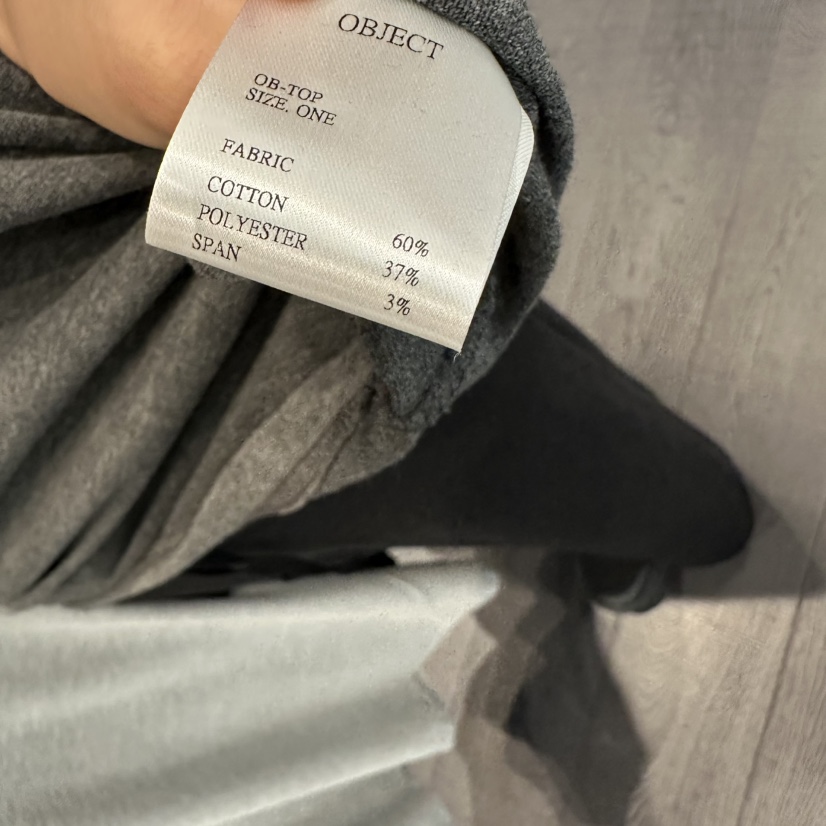 OBJECT
OB-TOP
SIZE. ONE
FABRIC
COTTON 60%
POLYESTER 37%
SPAN 3%